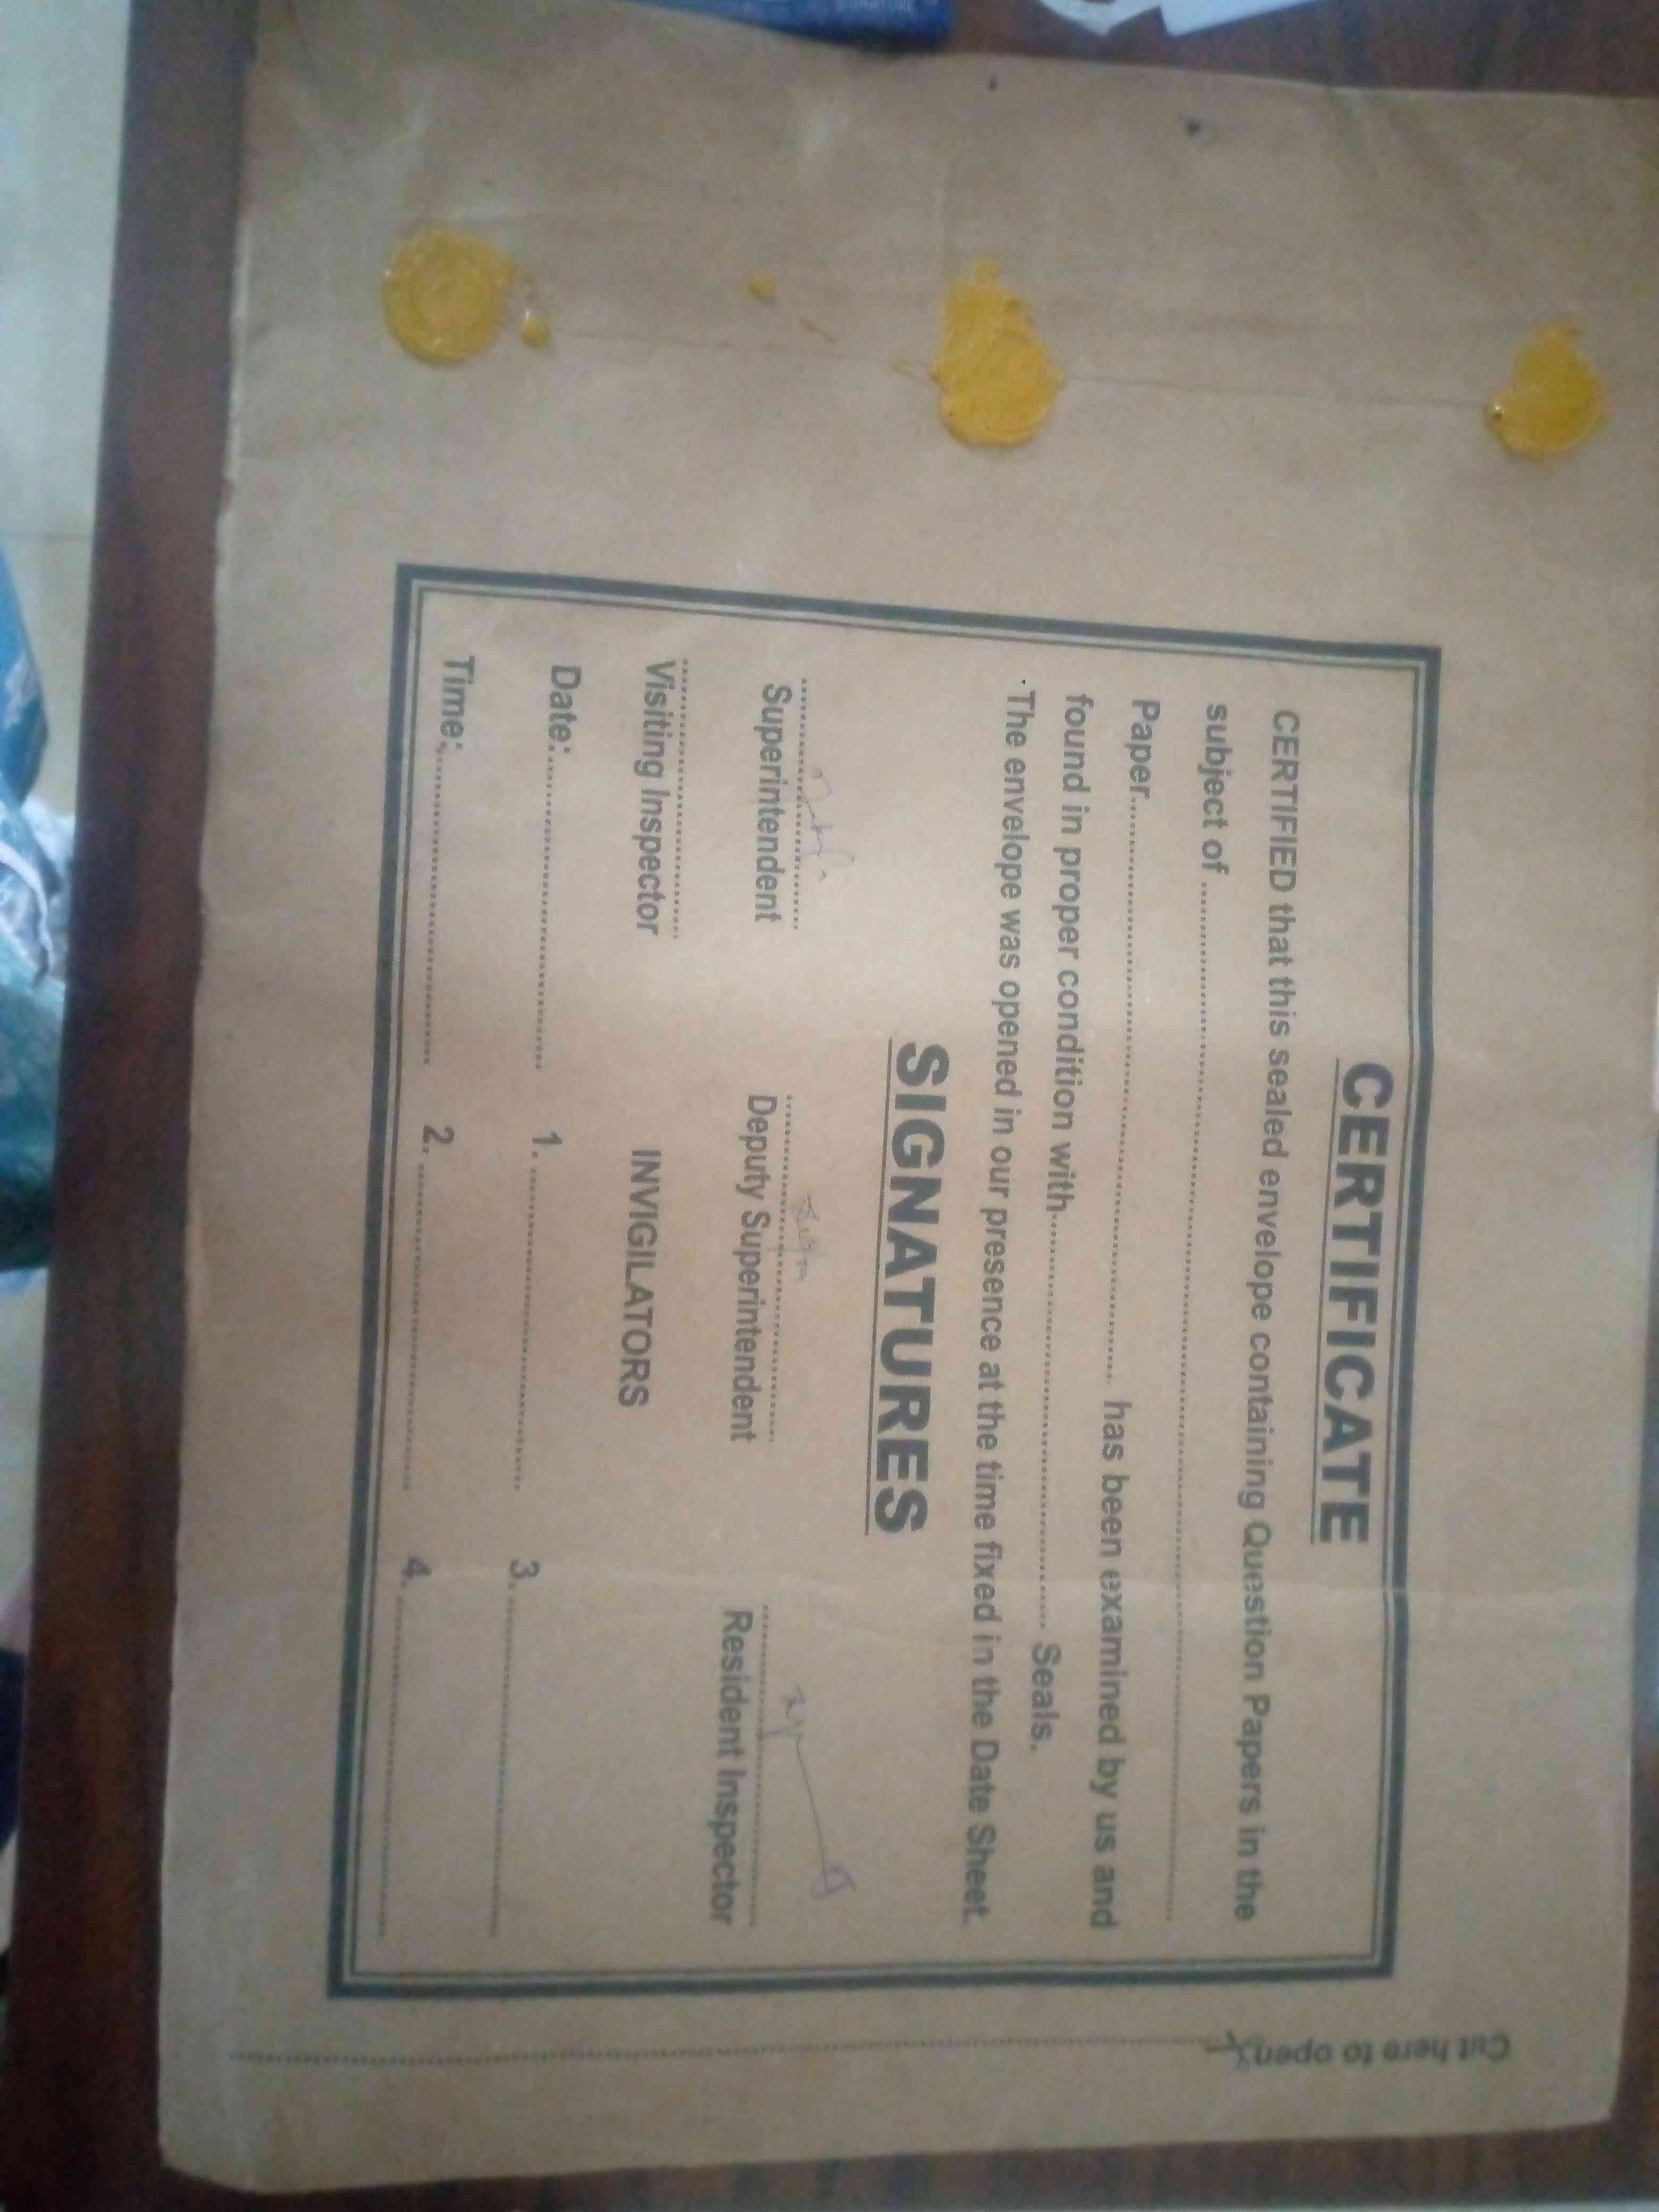 CERTIFICATE
CERTIFIED that this sealed envelope containing Question Papers in the
subject of ................................................................
Paper........................................ has been examined by us and
found in proper condition with........................................ Seals.
The envelope was opened in our presence at the time fixed in the Date Sheet.
SIGNATURES
Superintendent Deputy Superintendent Resident Inspector
Visiting Inspector INVIGILATORS
Date:........................ 1. ........................ 3. ........................
Time:........................ 2. ........................ 4. ........................
Cut here to open